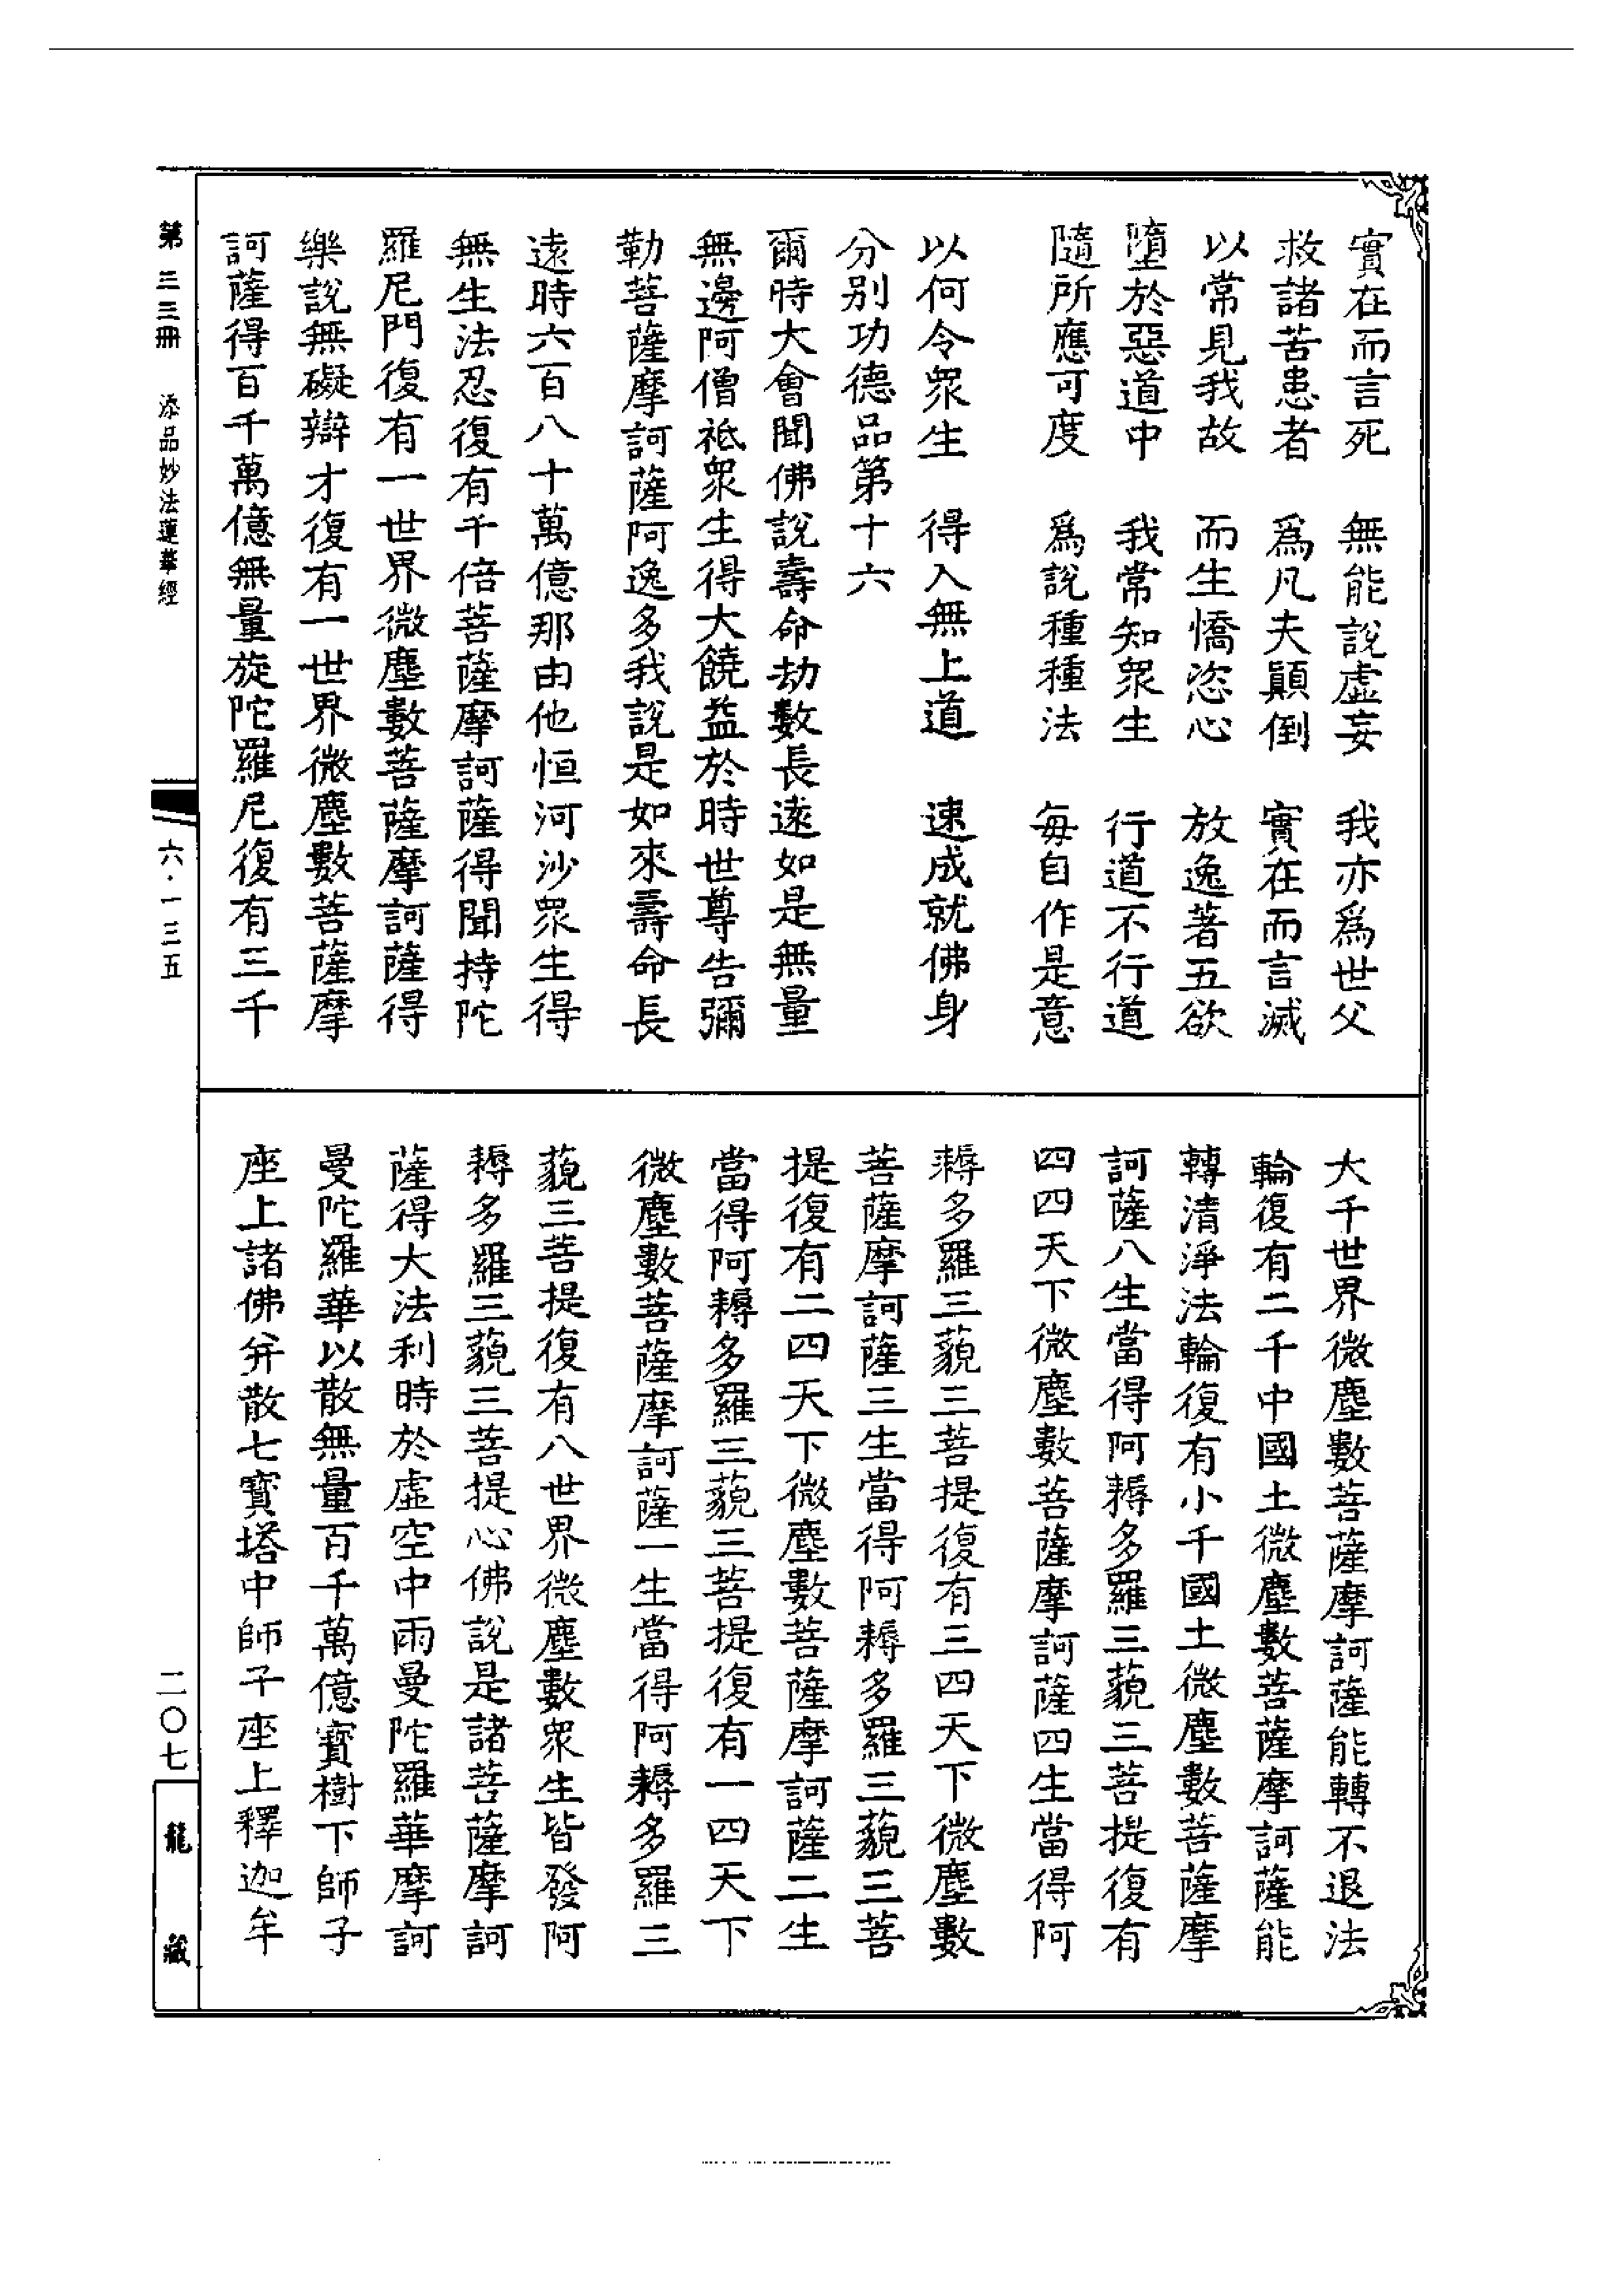 實在而言死　無能說虛妄　我亦爲世父
救諸苦患者　爲凡夫顛倒　實在而言滅
以常見我故　而生憍恣心　放逸著五欲
墮於惡道中　我常知衆生　行道不行道
隨所應可度　爲說種種法　每自作是意
以何令衆生　得入無上道　速成就佛身
分別功德品第十六
爾時大會聞佛說壽命劫數長遠如是無量
無邊阿僧祇衆生得大饒益於時世尊告彌
勒菩薩摩訶薩阿逸多我說是如來壽命長
遠時六百八十萬億那由他恒河沙衆生得
無生法忍復有千倍菩薩摩訶薩得聞持陀
羅尼門復有一世界微塵數菩薩摩訶薩得
樂說無礙辯才復有一世界微塵數菩薩摩
訶薩得百千萬億無量旋陀羅尼復有三千
大千世界微塵數菩薩摩訶薩能轉不退法
輪復有二千中國土微塵數菩薩摩訶薩能
轉清淨法輪復有小千國土微塵數菩薩摩
訶薩八生當得阿耨多羅三藐三菩提復有
四四天下微塵數菩薩摩訶薩四生當得阿
耨多羅三藐三菩提復有三四天下微塵數
菩薩摩訶薩三生當得阿耨多羅三藐三菩
提復有二四天下微塵數菩薩摩訶薩二生
當得阿耨多羅三藐三菩提復有一四天下
微塵數菩薩摩訶薩一生當得阿耨多羅三
藐三菩提復有八世界微塵數衆生皆發阿
耨多羅三藐三菩提心佛說是諸菩薩摩訶
薩得大法利時於虛空中雨曼陀羅華摩訶
曼陀羅華以散無量百千萬億寶樹下師子
座上諸佛并散七寶塔中師子座上釋迦牟
第三三冊　添品妙法蓮華經
六·一三五
二〇七
龍藏